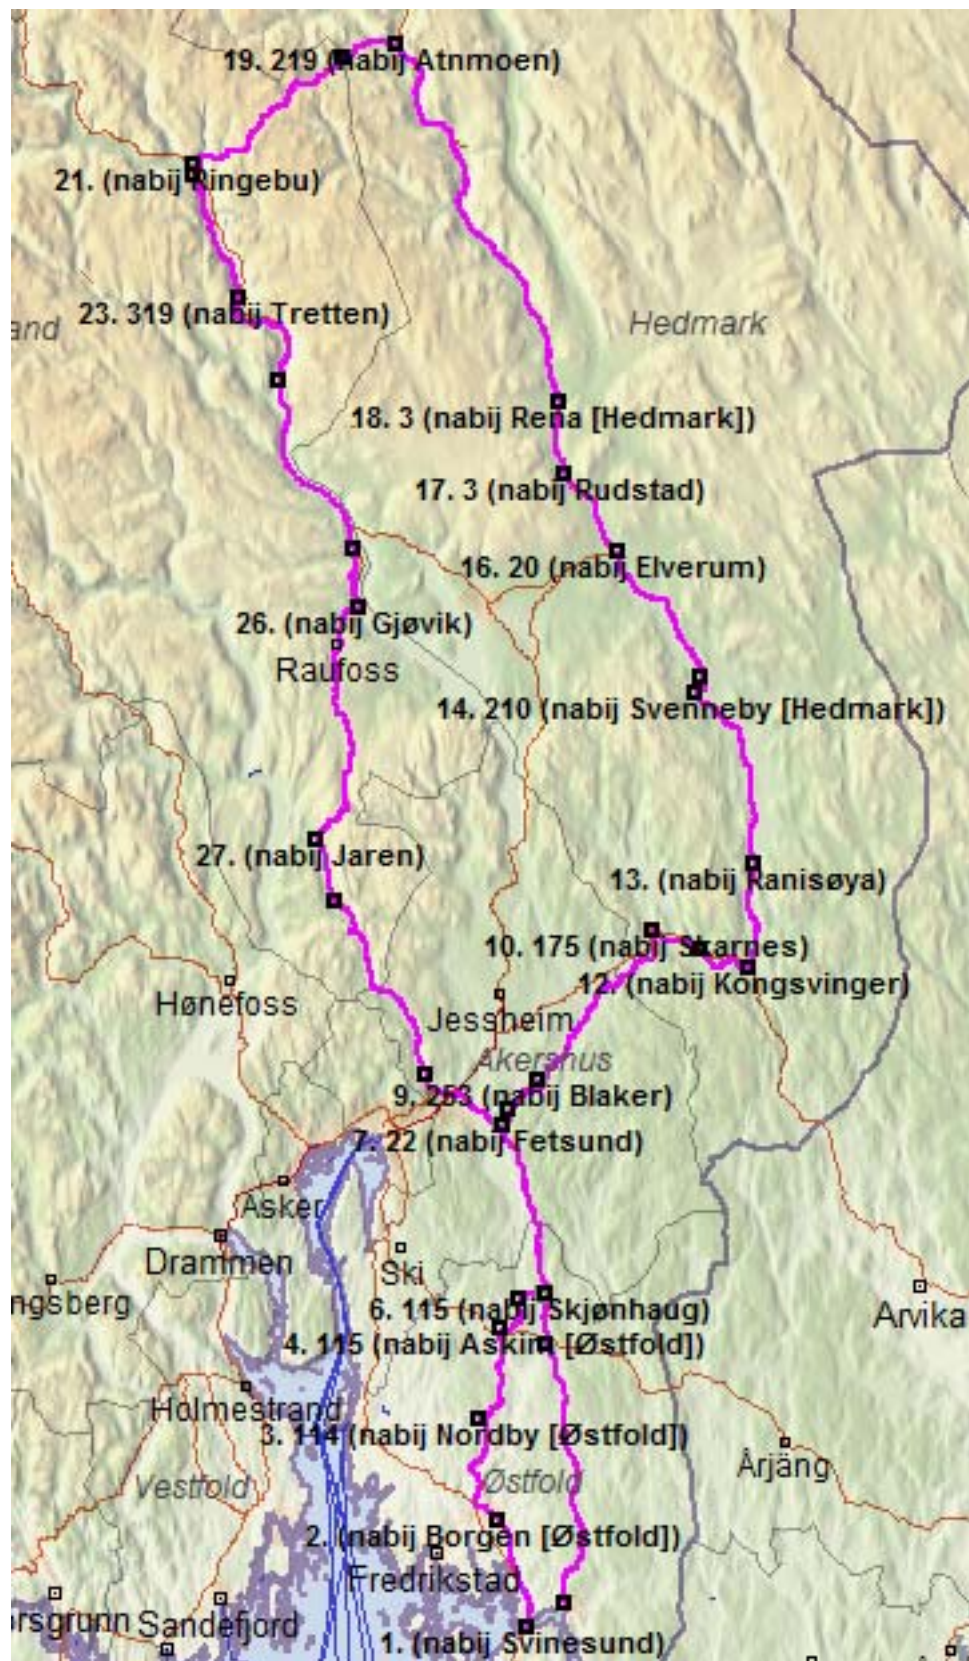 19. 219 (nabij Atnmoen)
21. (nabij Ringebu)
23. 319 (nabij Tretten)
and
Hedmark
18. 3 (nabij Rena [Hedmark])
17. 3 (nabij Rudstad)
16. 20 (nabij Elverum)
26. (nabij Gjøvik)
Raufoss
14. 210 (nabij Svenneby [Hedmark])
27. (nabij Jaren)
13. (nabij Ranisøya)
10. 175 (nabij Skarnes)
12. (nabij Kongsvinger)
Hønefoss
Jessheim
Akershus
9. 253 (nabij Blaker)
7. 22 (nabij Fetsund)
Asker
Drammen
Ski
ngsberg
6. 115 (nabij Skjønhaug)
Arvika
4. 115 (nabij Askim [Østfold])
Holmestrand
3. 114 (nabij Nordby [Østfold])
Årjäng
Vestfold
Østfold
2. (nabij Borgen [Østfold])
Fredrikstad
orsgrunn
Sandefjord
1. (nabij Svinesund)